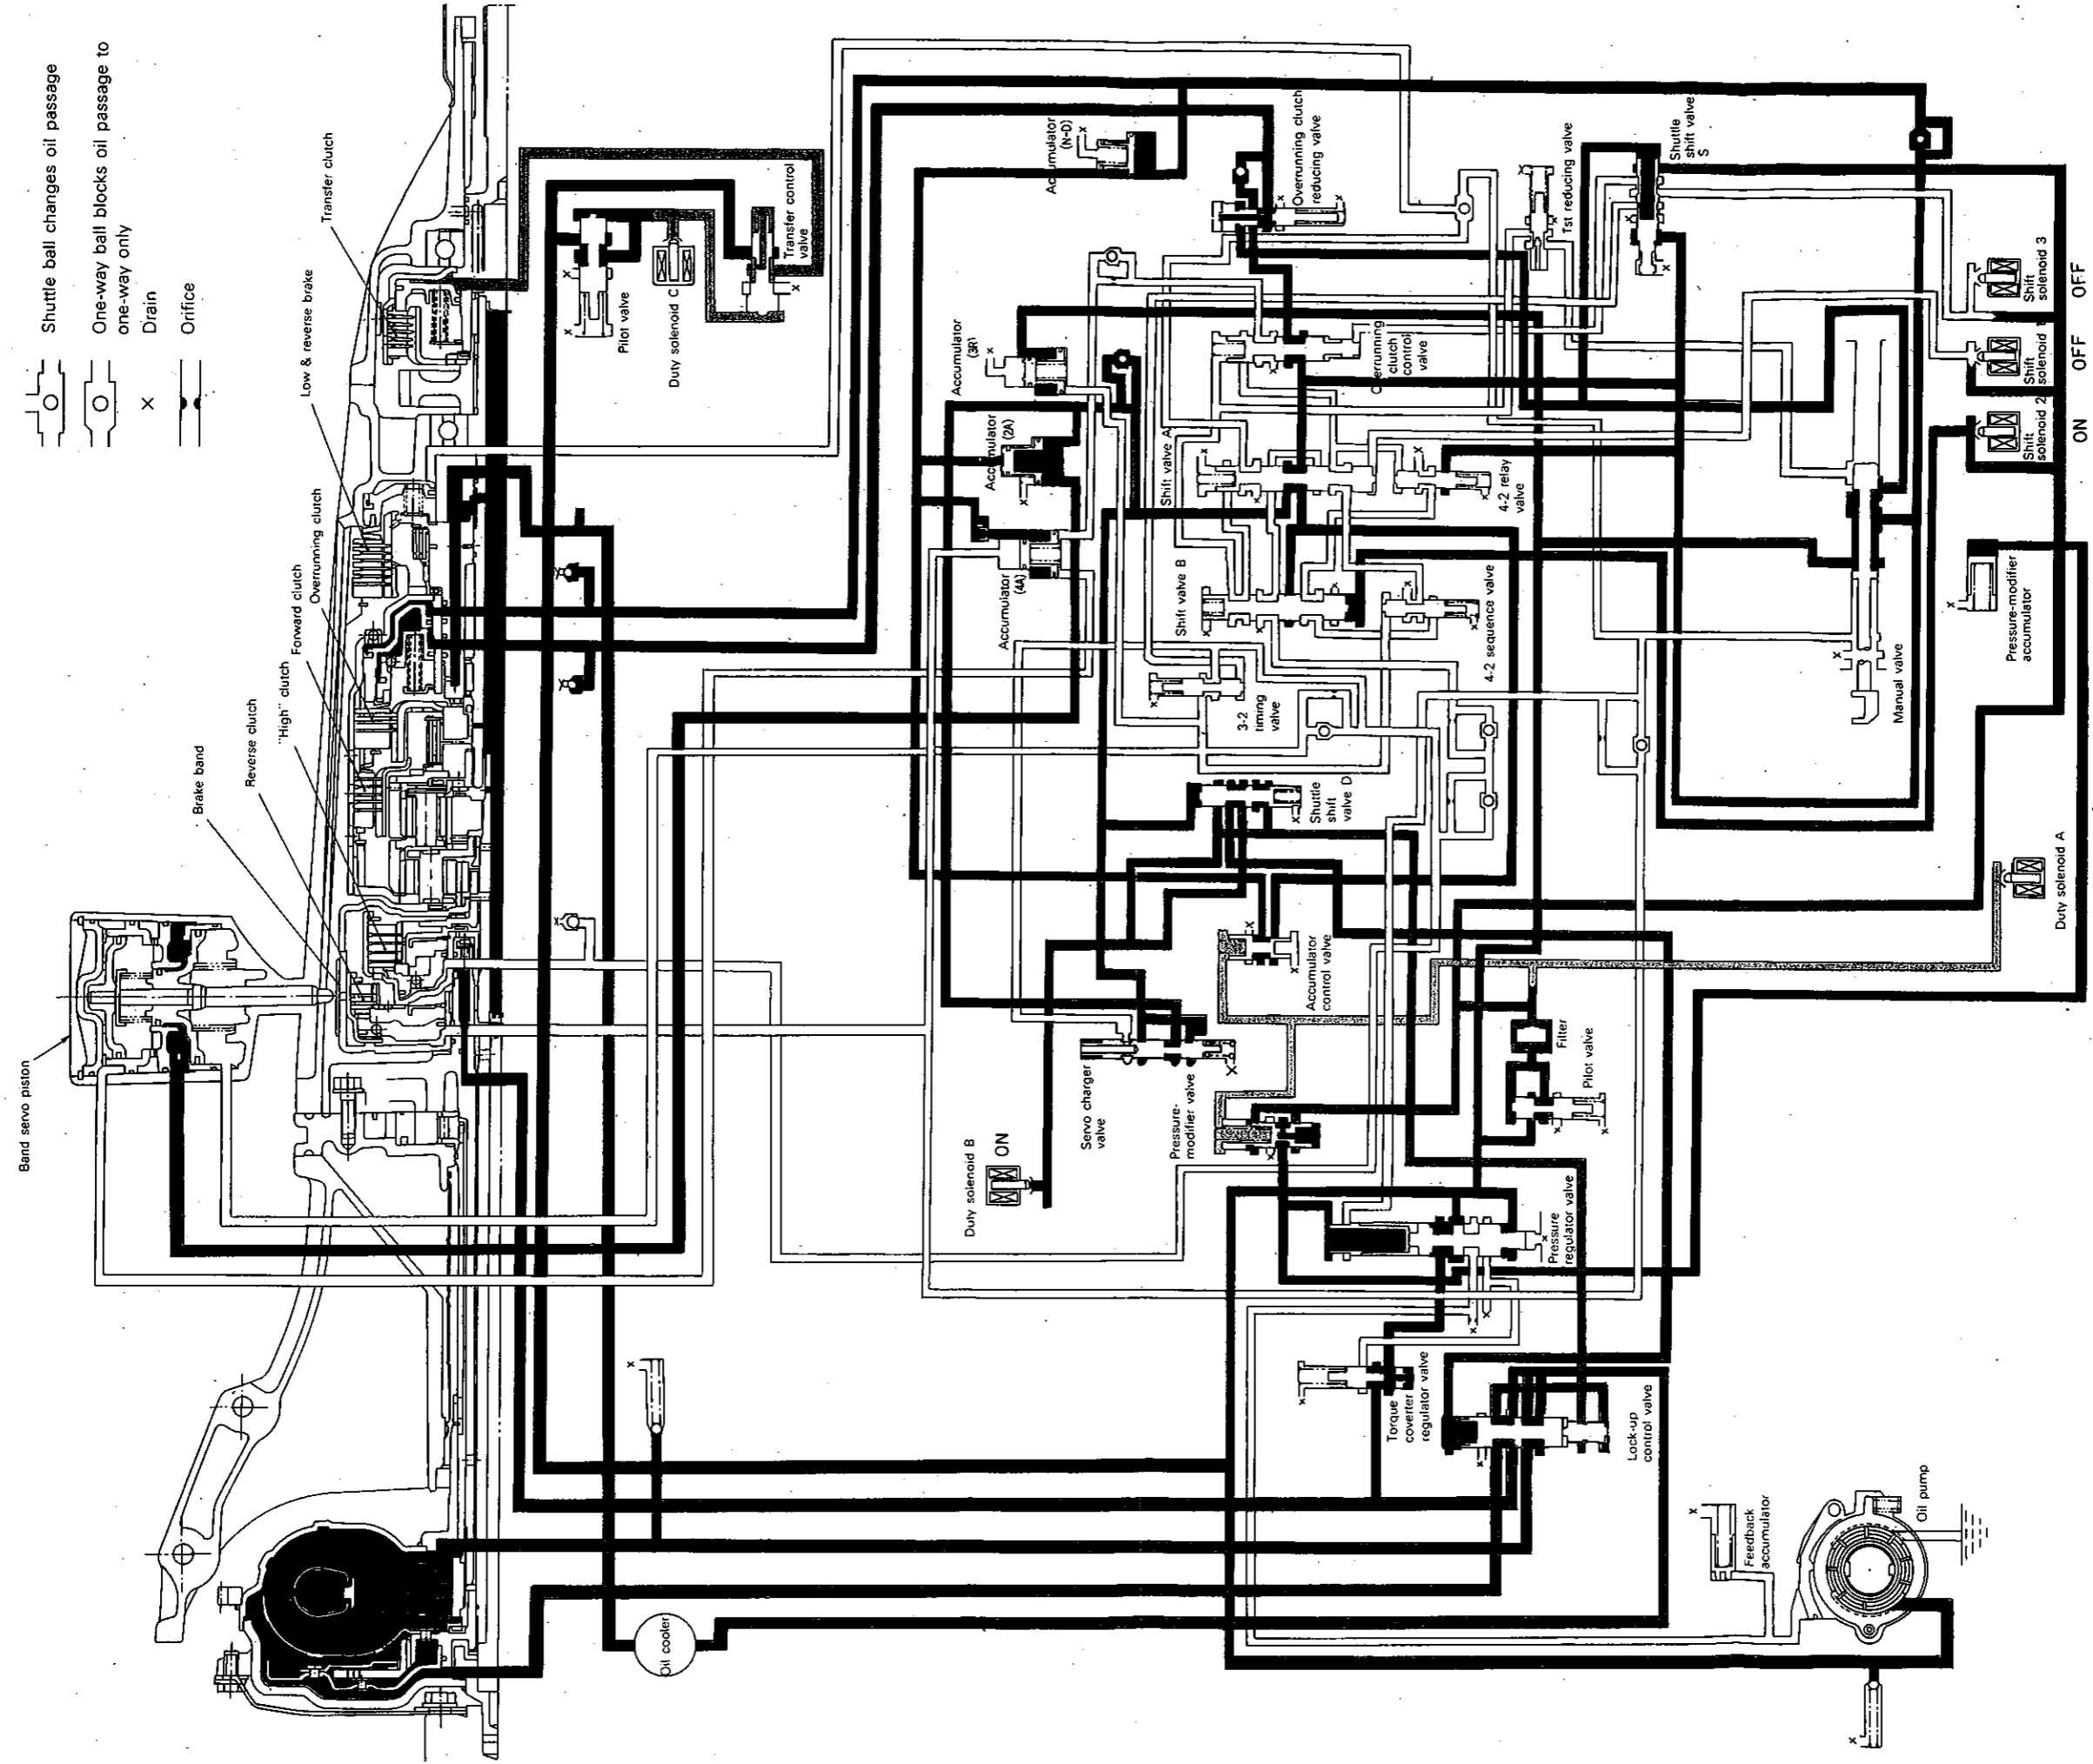 Shuttle ball changes oil passage
One-way ball blocks oil passage to
one-way only
Drain
Orifice
Band servo piston
Brake band
Reverse clutch
"High" clutch
Forward clutch
Overrunning clutch
Low & reverse brake
Transfer clutch
Pilot valve
Duty solenoid C
Transfer control
valve
Oil cooler
Accumulator
(4A)
Accumulator
(2A)
Accumulator
(3R)
Accumulator
(N-D)
Overrunning clutch
reducing valve
Duty solenoid B
ON
Servo charger
valve
Pressure-
modifier valve
Accumulator
control valve
Shuttle
shift
valve D
3-2
timing
valve
Shift valve B
4-2 sequence valve
Shift valve A
4-2 relay
valve
Overrunning
clutch
control
valve
1st reducing valve
Shuttle
shift valve
S
Torque
coverter
regulator valve
Lock-up
control valve
Pressure
regulator valve
Pilot valve
Filter
Feedback
accumulator
Oil pump
Duty solenoid A
Manual valve
Pressure-modifier
accumulator
Shift
solenoid 2
ON
Shift
solenoid 1
OFF
Shift
solenoid 3
OFF
x